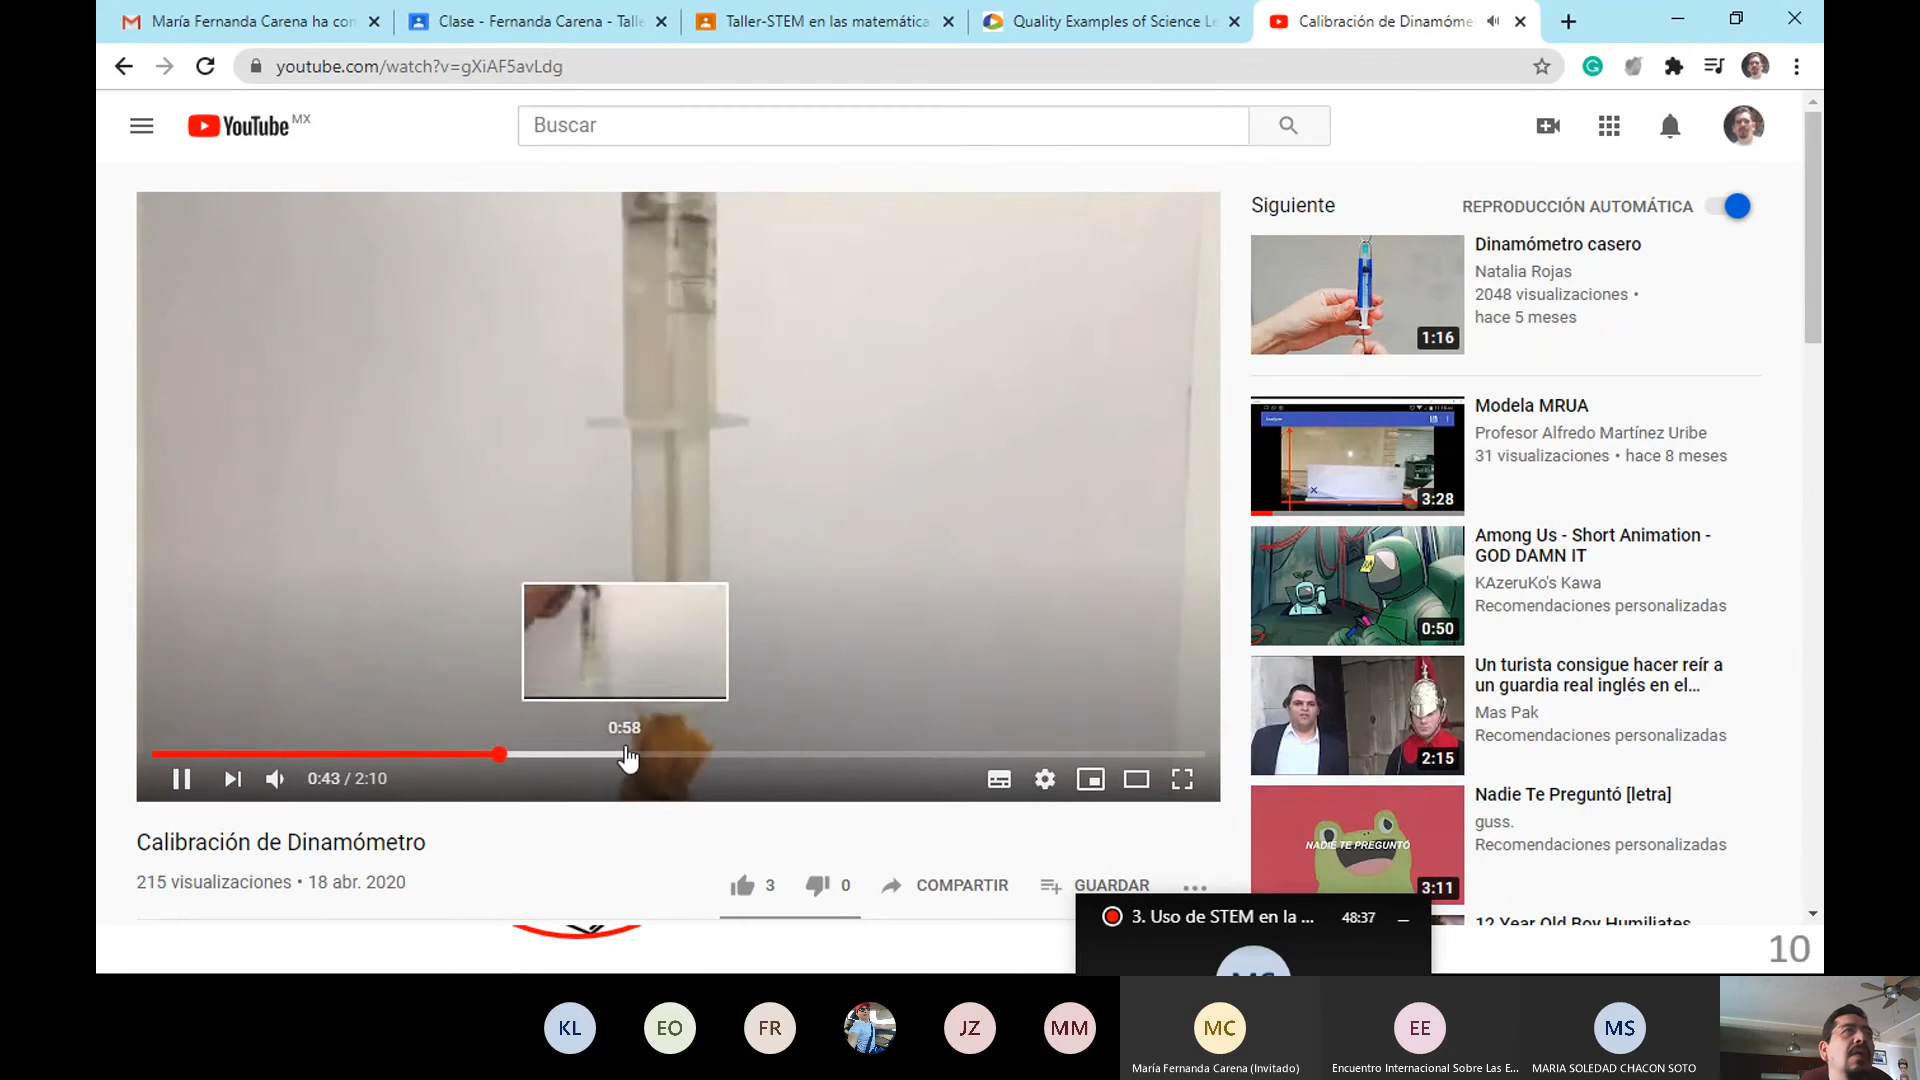 María Fernanda Carena ha con
Clase - Fernanda Carena - Talle
Taller-STEM en las matemática
Quality Examples of Science Le
Calibración de Dinamóme
youtube.com/watch?v=gXiAF5avLdg
YouTube MX
Buscar
Siguiente
REPRODUCCIÓN AUTOMÁTICA
Dinamómetro casero
Natalia Rojas
2048 visualizaciones •
hace 5 meses
1:16
Modela MRUA
Profesor Alfredo Martínez Uribe
31 visualizaciones • hace 8 meses
3:28
Among Us - Short Animation -
GOD DAMN IT
KAzeruKo's Kawa
Recomendaciones personalizadas
0:50
Un turista consigue hacer reír a
un guardia real inglés en el...
Mas Pak
Recomendaciones personalizadas
2:15
Nadie Te Preguntó [letra]
guss.
Recomendaciones personalizadas
NADIE TE PREGUNTÓ
3:11
12 Year Old Boy Humiliates
0:58
0:43 / 2:10
Calibración de Dinamómetro
215 visualizaciones • 18 abr. 2020
3
0
COMPARTIR
GUARDAR
3. Uso de STEM en la ...
48:37
MS
10
KL
EO
FR
JZ
MM
MC
EE
MS
María Fernanda Carena (Invitado)
Encuentro Internacional Sobre Las E...
MARIA SOLEDAD CHACON SOTO